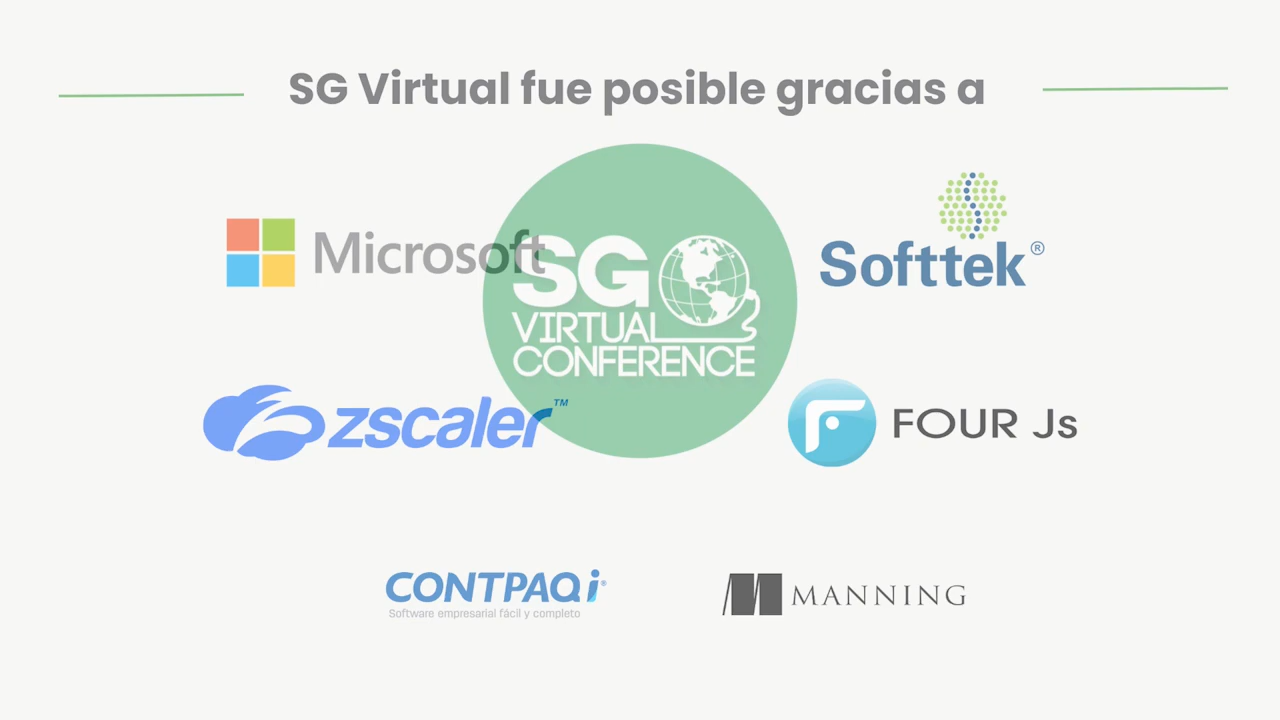 SG Virtual fue posible gracias a
Microsoft
SG
VIRTUAL
CONFERENCE
Softtek®
zscaler™
FOUR Js
CONTPAQi®
Software empresarial fácil y completo
MANNING